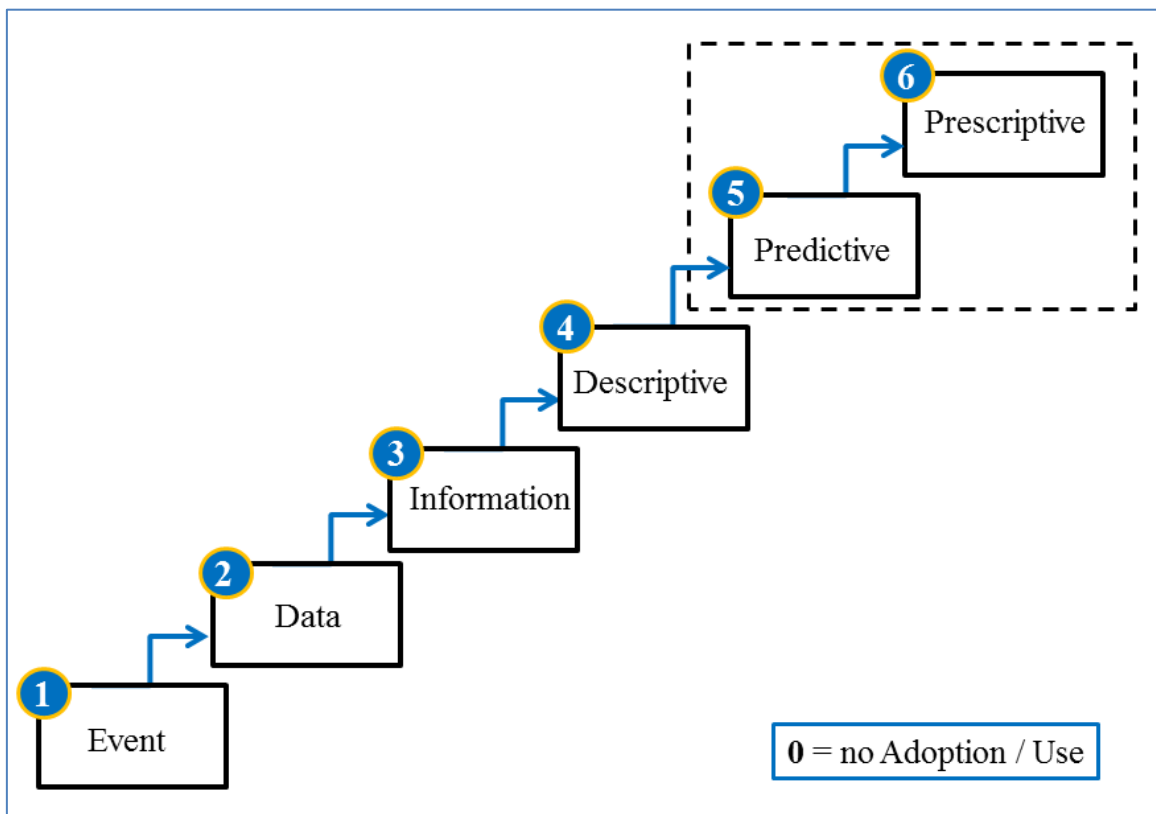 6
Prescriptive
5
Predictive
4
Descriptive
3
Information
2
Data
1
Event
0 = no Adoption / Use